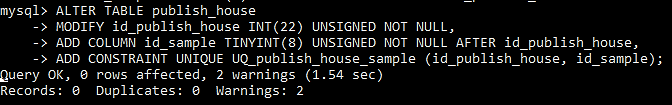 mysql> ALTER TABLE publish_house
    -> MODIFY id_publish_house INT(22) UNSIGNED NOT NULL,
    -> ADD COLUMN id_sample TINYINT(8) UNSIGNED NOT NULL AFTER id_publish_house,
    -> ADD CONSTRAINT UNIQUE UQ_publish_house_sample (id_publish_house, id_sample);
Query OK, 0 rows affected, 2 warnings (1.54 sec)
Records: 0  Duplicates: 0  Warnings: 2